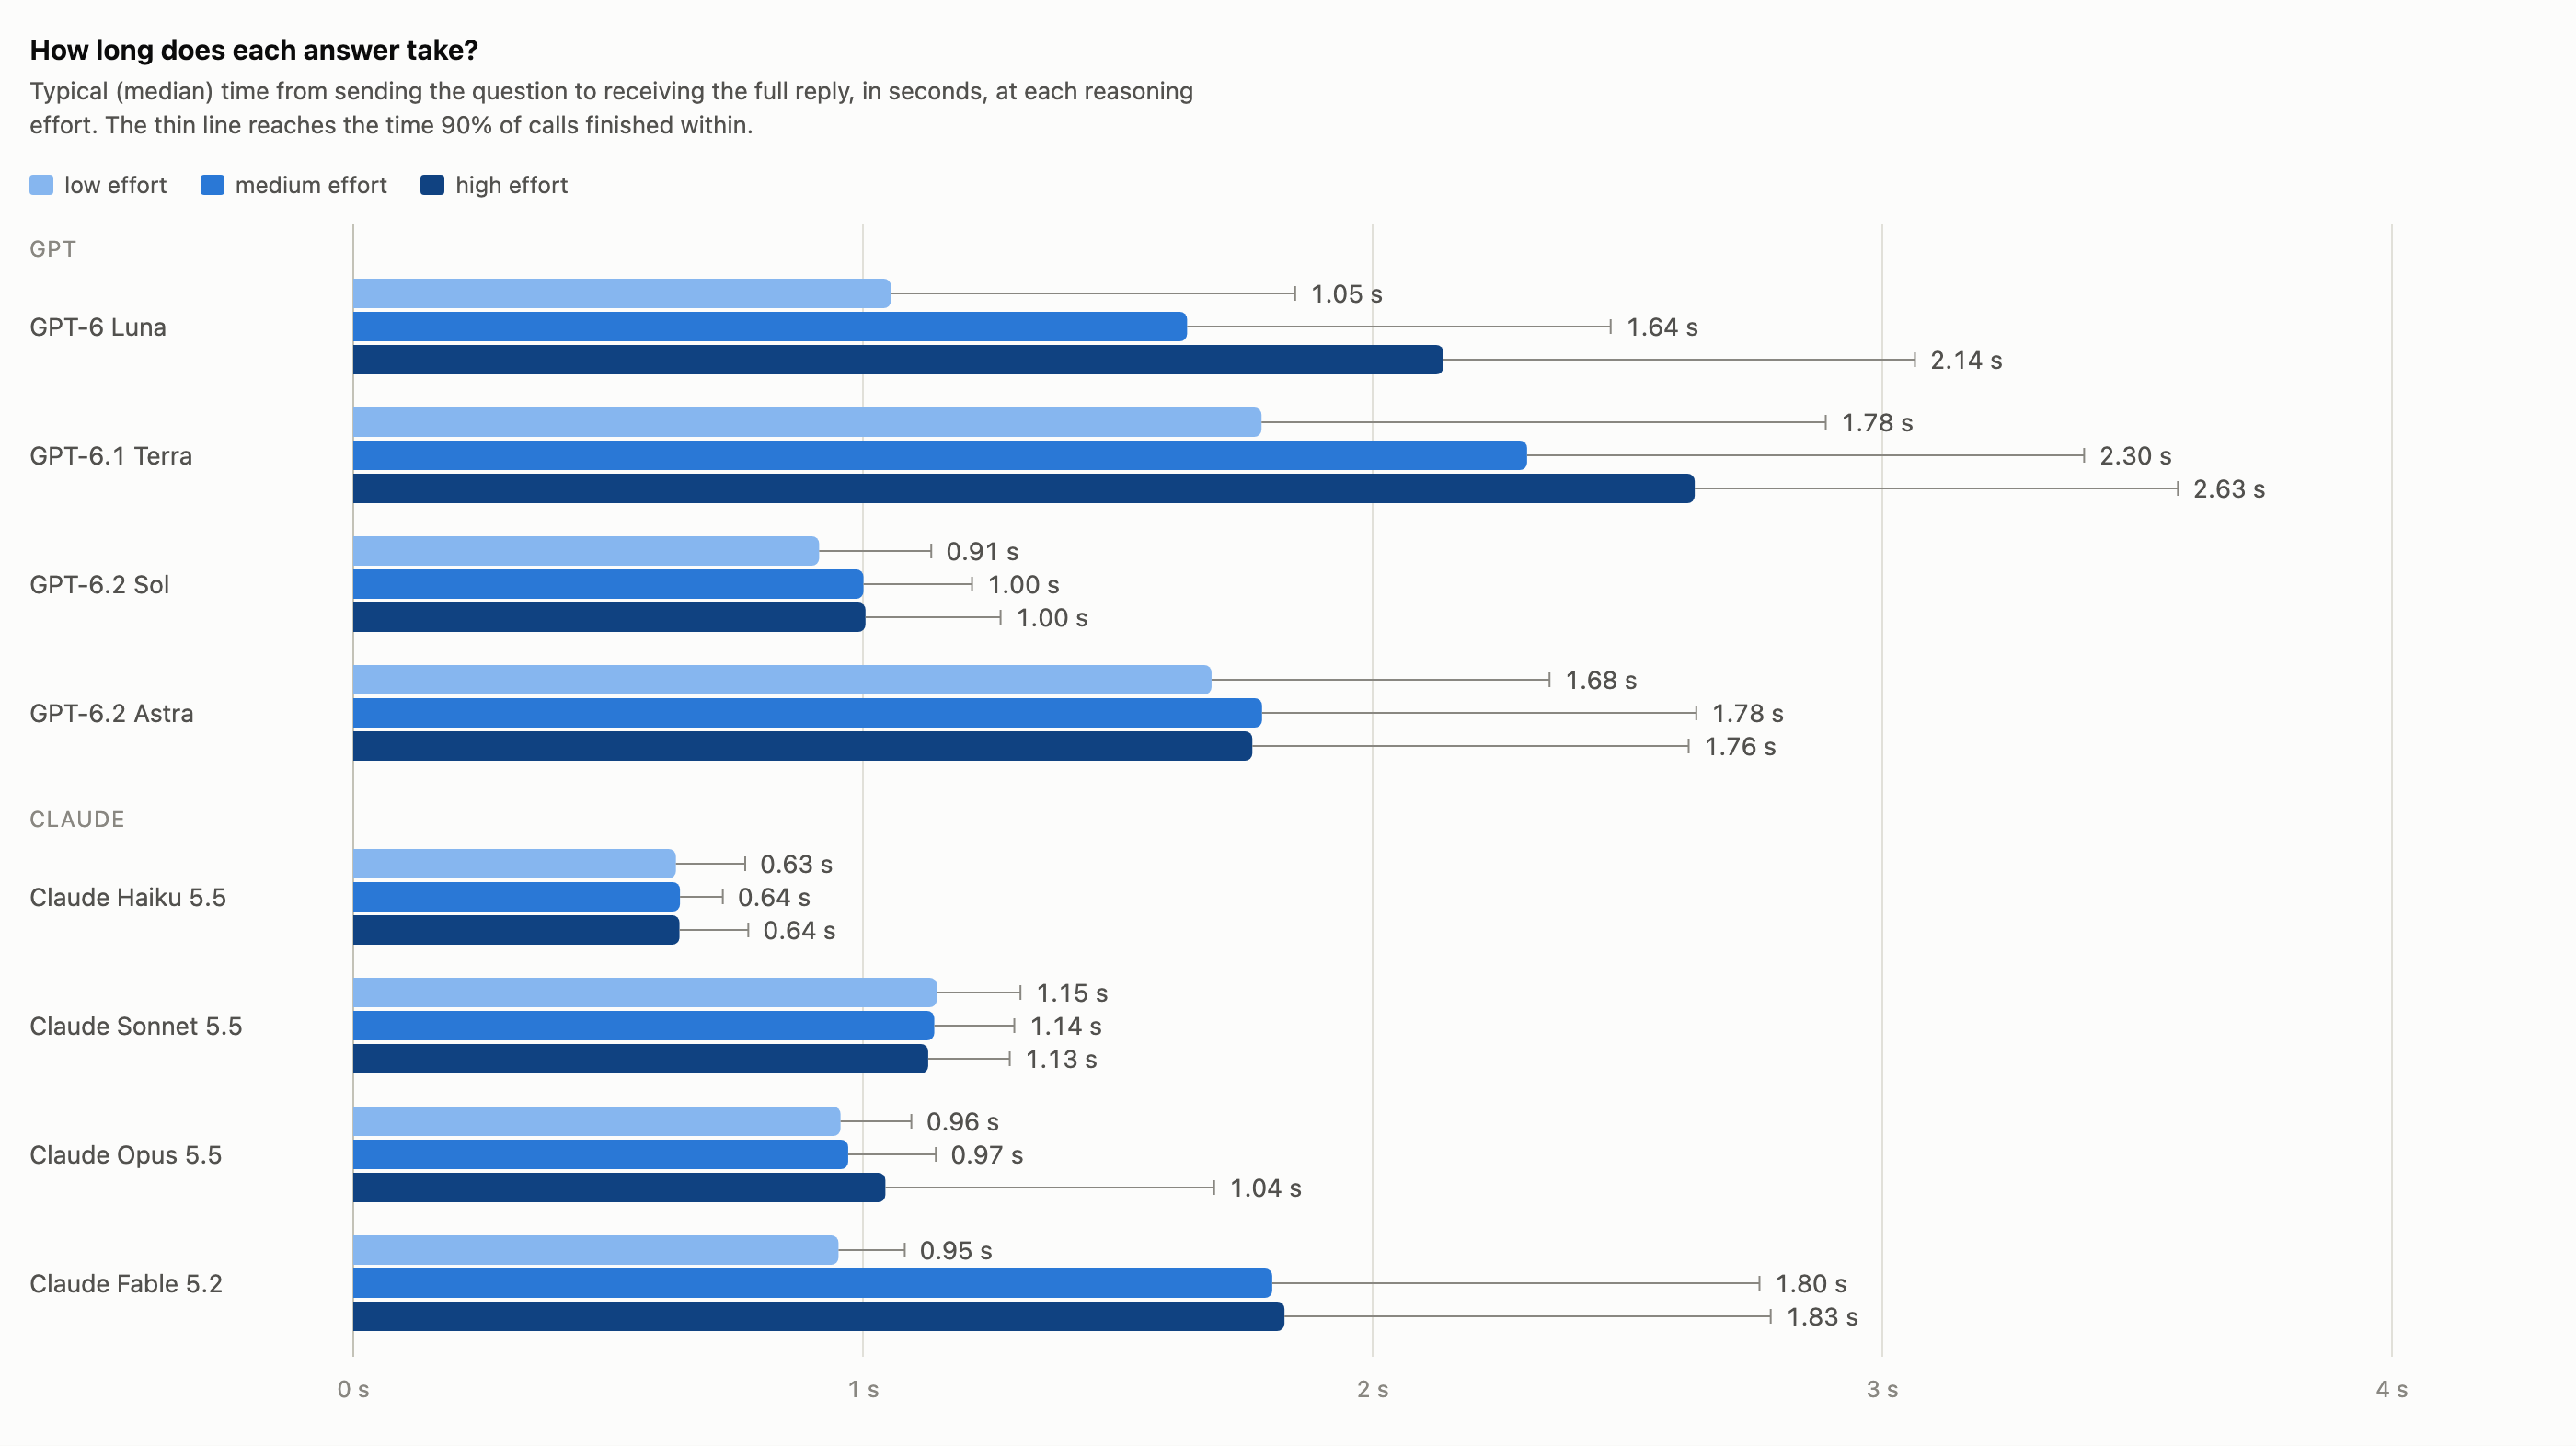 How long does each answer take?
Typical (median) time from sending the question to receiving the full reply, in seconds, at each reasoning
effort. The thin line reaches the time 90% of calls finished within.
low effort medium effort high effort
GPT
1.05 s
GPT-6 Luna 1.64 s
2.14 s
1.78 s
GPT-6.1 Terra 2.30 s
2.63 s
0.91 s
GPT-6.2 Sol 1.00 s
1.00 s
1.68 s
GPT-6.2 Astra 1.78 s
1.76 s
CLAUDE
0.63 s
Claude Haiku 5.5 0.64 s
0.64 s
1.15 s
Claude Sonnet 5.5 1.14 s
1.13 s
0.96 s
Claude Opus 5.5 0.97 s
1.04 s
0.95 s
Claude Fable 5.2 1.80 s
1.83 s
0 s 1 s 2 s 3 s 4 s